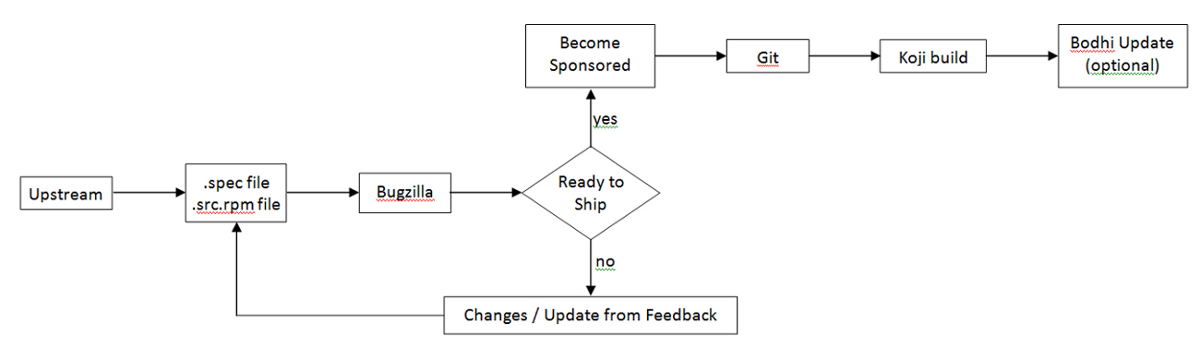 Become
Sponsored
Git
Koji build
Bodhi Update
(optional)
yes
Upstream
.spec file
.src.rpm file
Bugzilla
Ready to
Ship
no
Changes / Update from Feedback